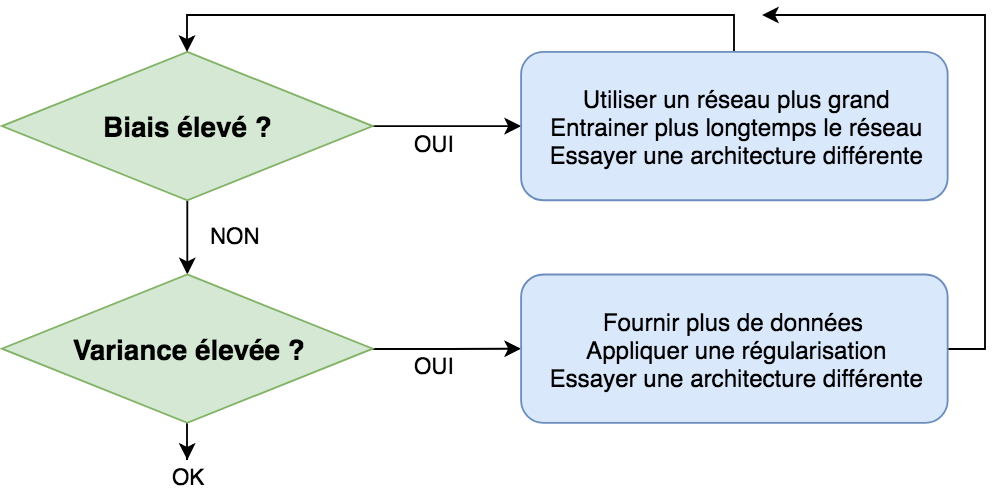 Biais élevé ?
OUI
Utiliser un réseau plus grand
Entrainer plus longtemps le réseau
Essayer une architecture différente
NON
Variance élevée ?
OUI
Fournir plus de données
Appliquer une régularisation
Essayer une architecture différente
OK